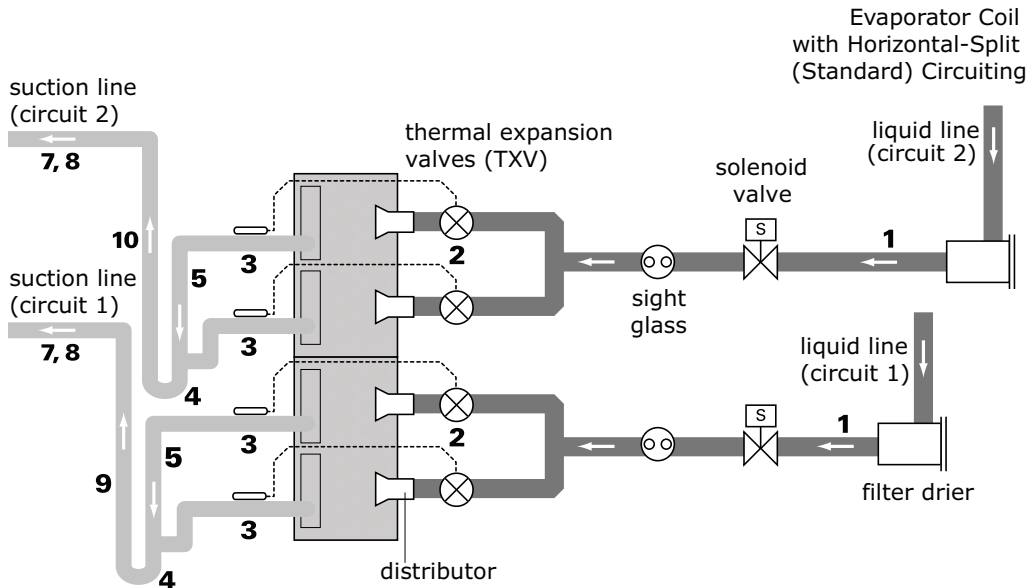 Evaporator Coil
with Horizontal-Split
(Standard) Circuiting
suction line
(circuit 2)
7, 8
thermal expansion
valves (TXV)
solenoid
valve
liquid line
(circuit 2)
S
10
3
2
1
5
suction line
(circuit 1)
7, 8
sight
glass
3
4
liquid line
(circuit 1)
S
3
2
1
5
9
filter drier
3
4
distributor